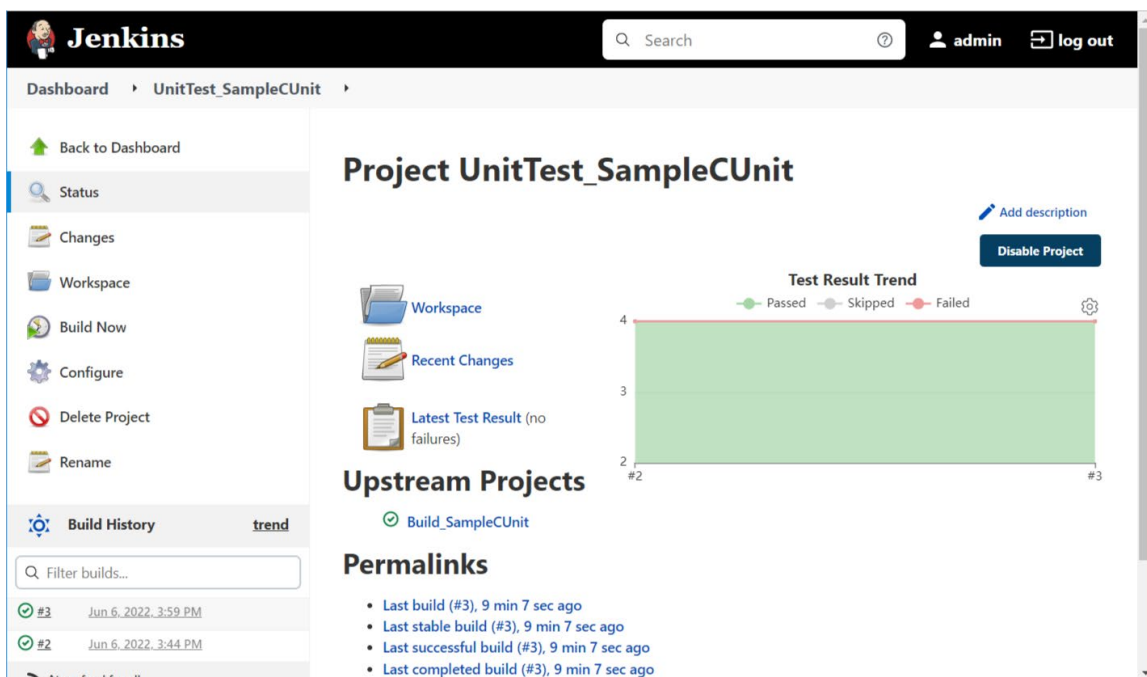 Jenkins
Search
admin
log out
Dashboard
UnitTest_SampleCUnit
Back to Dashboard
Status
Changes
Workspace
Build Now
Configure
Delete Project
Rename
Build History
trend
Filter builds...
#3 Jun 6, 2022, 3:59 PM
#2 Jun 6, 2022, 3:44 PM
Project UnitTest_SampleCUnit
Add description
Disable Project
Workspace
Recent Changes
Latest Test Result (no
failures)
Test Result Trend
Passed Skipped Failed
4
3
2
#2 #3
Upstream Projects
Build_SampleCUnit
Permalinks
Last build (#3), 9 min 7 sec ago
Last stable build (#3), 9 min 7 sec ago
Last successful build (#3), 9 min 7 sec ago
Last completed build (#3), 9 min 7 sec ago